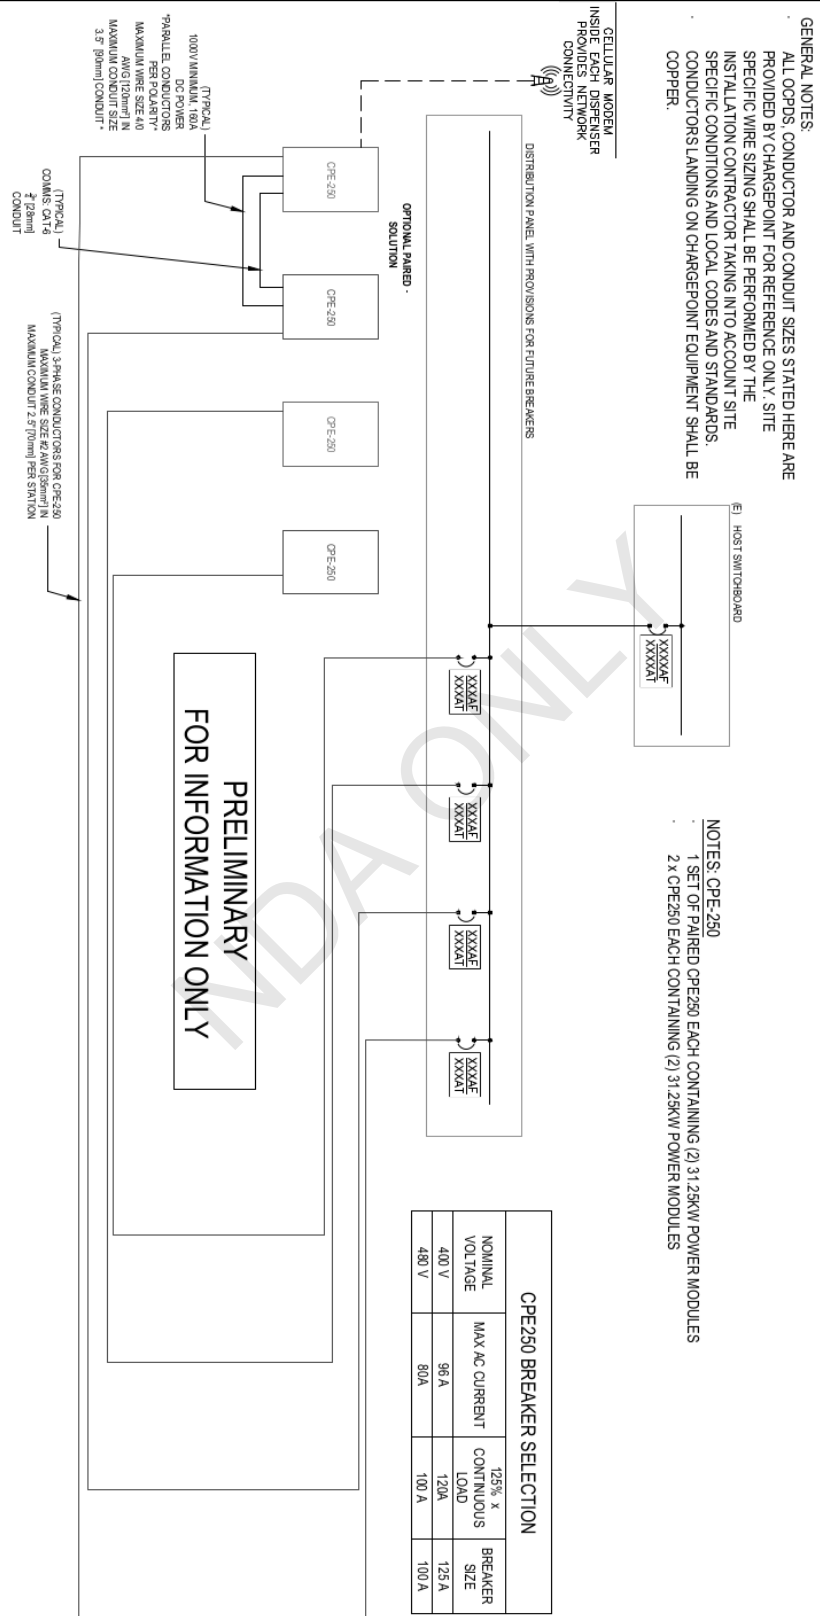 GENERAL NOTES:
· ALL OCPDS, CONDUCTOR AND CONDUIT SIZES STATED HERE ARE
PROVIDED BY CHARGEPOINT FOR REFERENCE ONLY. SITE
SPECIFIC WIRE SIZING SHALL BE PERFORMED BY THE
INSTALLATION CONTRACTOR TAKING INTO ACCOUNT SITE
SPECIFIC CONDITIONS AND LOCAL CODES AND STANDARDS.
· CONDUCTORS LANDING ON CHARGEPOINT EQUIPMENT SHALL BE
COPPER.
NOTES: CPE-250
· 1 SET OF PAIRED CPE250 EACH CONTAINING (2) 31.25KW POWER MODULES
· 2 x CPE250 EACH CONTAINING (2) 31.25KW POWER MODULES
(E) HOST SWITCHBOARD
XXXXAF
XXXXAT
CELLULAR MODEM
INSIDE EACH DISPENSER
PROVIDES NETWORK
CONNECTIVITY
DISTRIBUTION PANEL WITH PROVISIONS FOR FUTURE BREAKERS
XXXAF
XXXAT
XXXAF
XXXAT
XXXAF
XXXAT
XXXAF
XXXAT
CPE250 BREAKER SELECTION
NOMINAL
VOLTAGE
MAX AC CURRENT
125% x
CONTINUOUS
LOAD
BREAKER
SIZE
400 V 96 A 120A 125 A
480 V 80A 100 A 100 A
OPTIONAL PAIRED -
SOLUTION
CPE-250
CPE-250
CPE-250
CPE-250
(TYPICAL)
1000V MINIMUM, 160A
DC POWER
*PARALLEL CONDUCTORS
PER POLARITY*
MAXIMUM WIRE SIZE 4/0
AWG [120mm²] IN
MAXIMUM CONDUIT SIZE
3.5" [90mm] CONDUIT *
(TYPICAL)
COMMS: CAT-6
[28mm]
CONDUIT
(TYPICAL) 3-PHASE CONDUCTORS FOR CPE-250
MAXIMUM WIRE SIZE #2 AWG [35mm²] IN
MAXIMUM CONDUIT 2.5" [70mm] PER STATION
PRELIMINARY
FOR INFORMATION ONLY
NDA ONLY